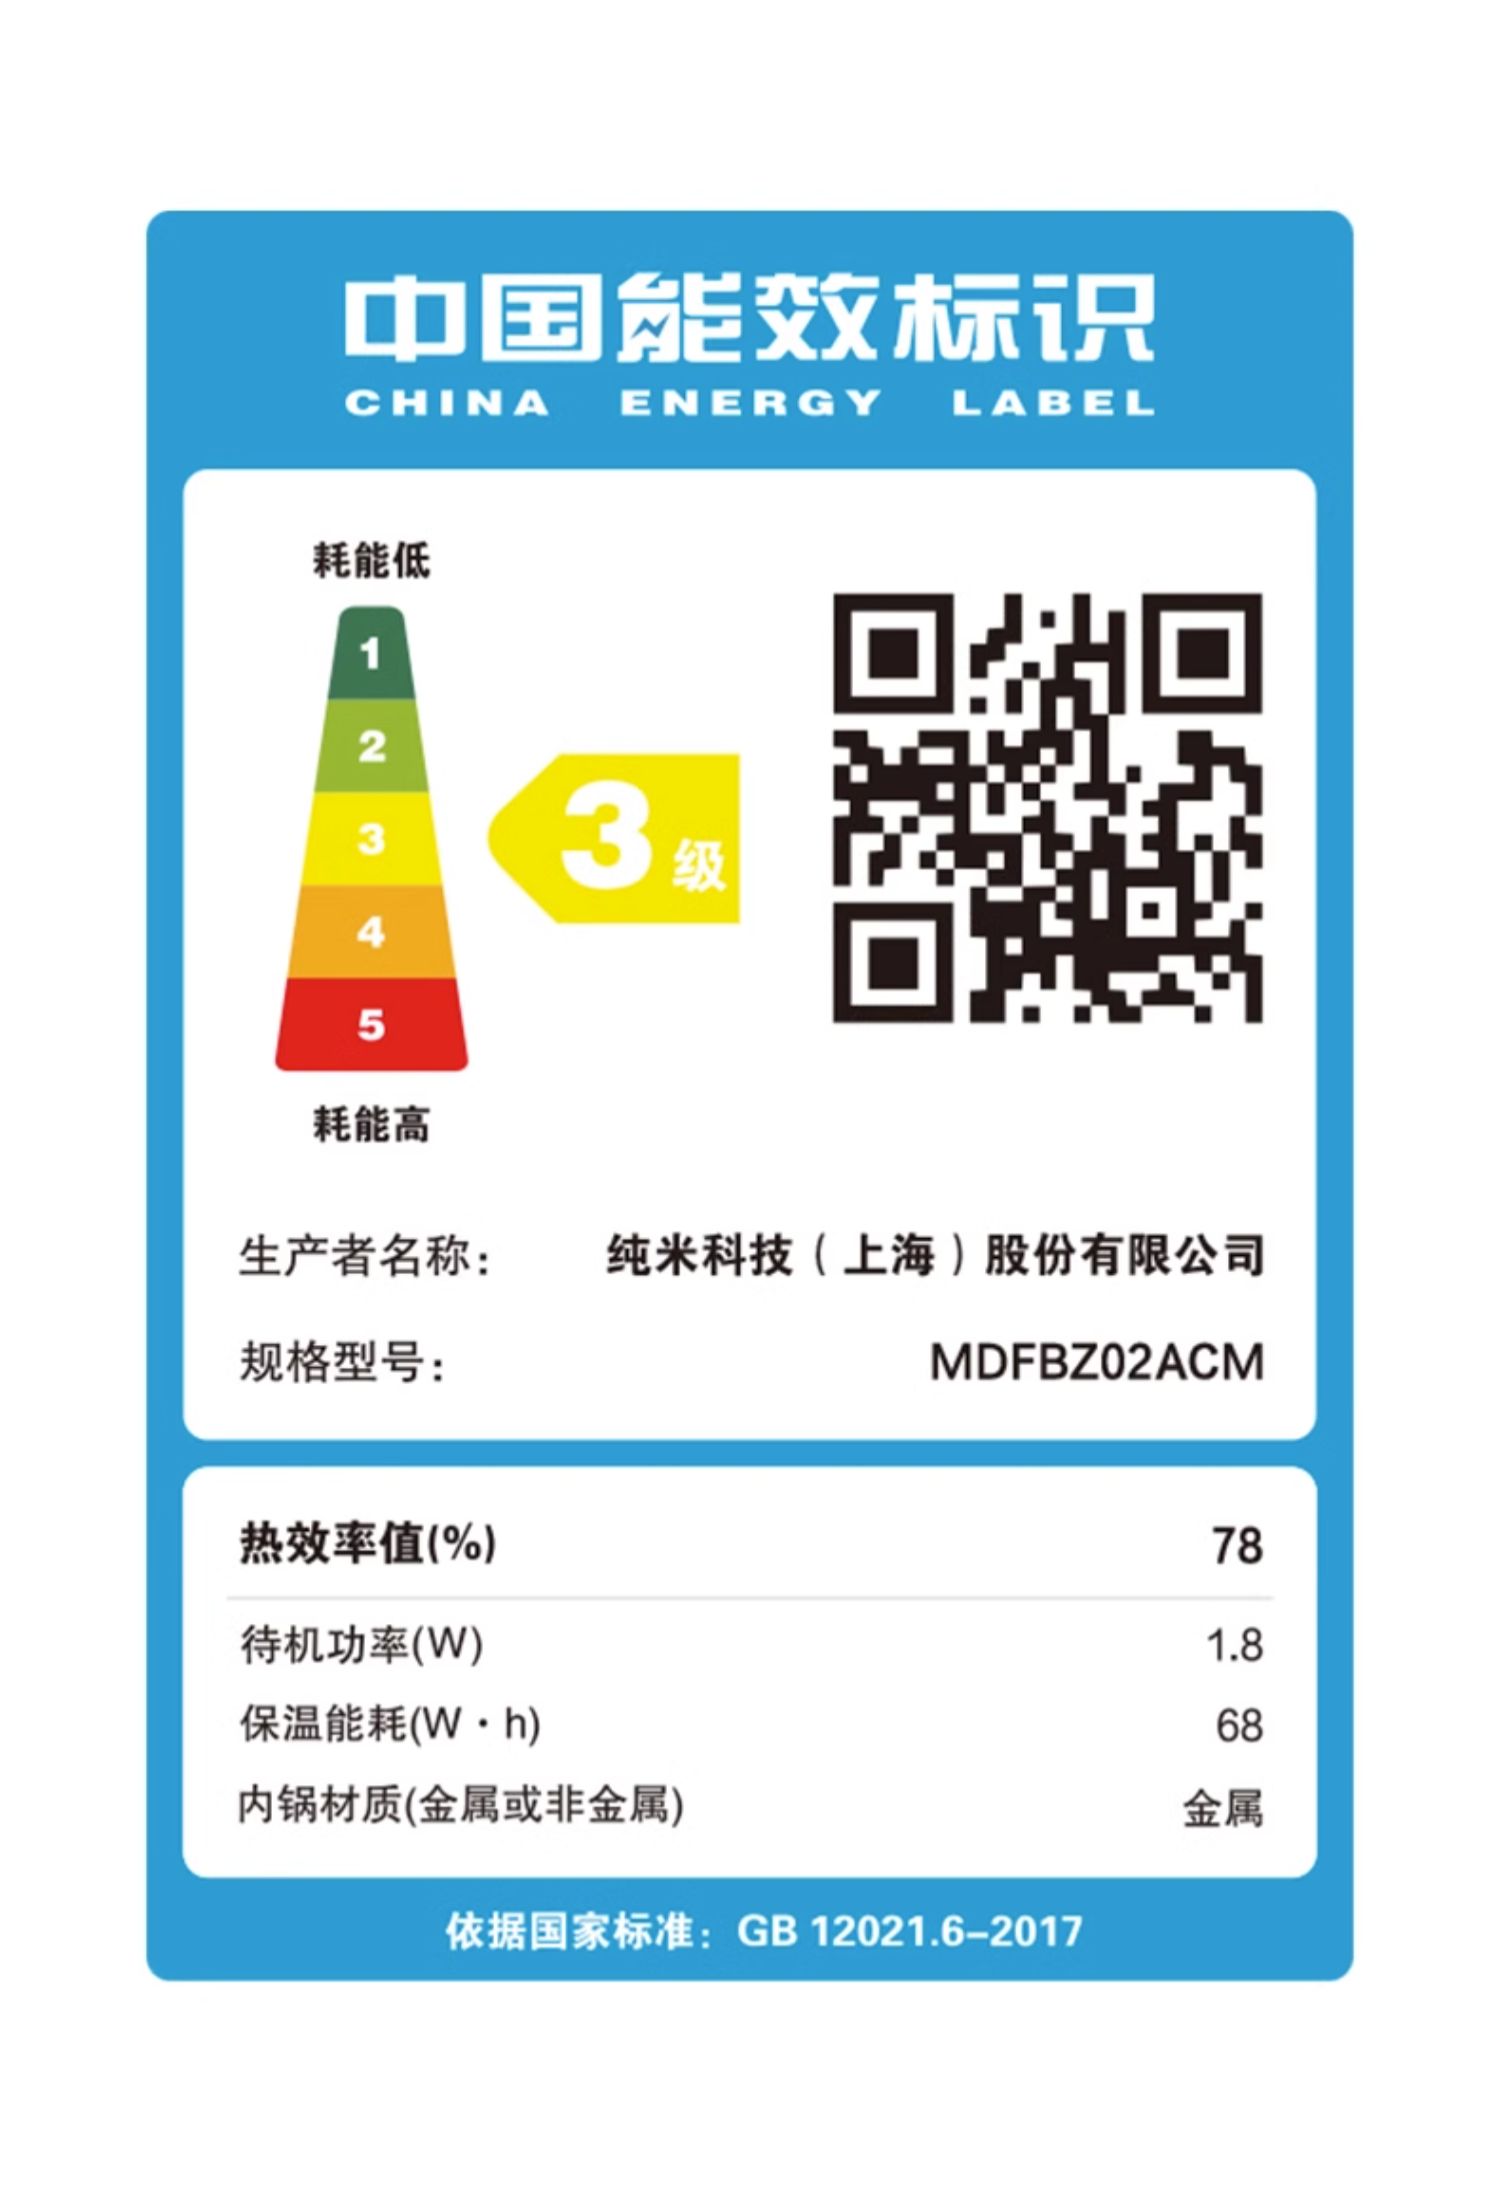 中国能效标识
CHINA ENERGY LABEL
耗能低
1
2
3
4
5
3级
耗能高
生产者名称： 纯米科技（上海）股份有限公司
规格型号： MDFBZ02ACM
热效率值(%) 78
待机功率(W) 1.8
保温能耗(W·h) 68
内锅材质(金属或非金属) 金属
依据国家标准：GB 12021.6–2017